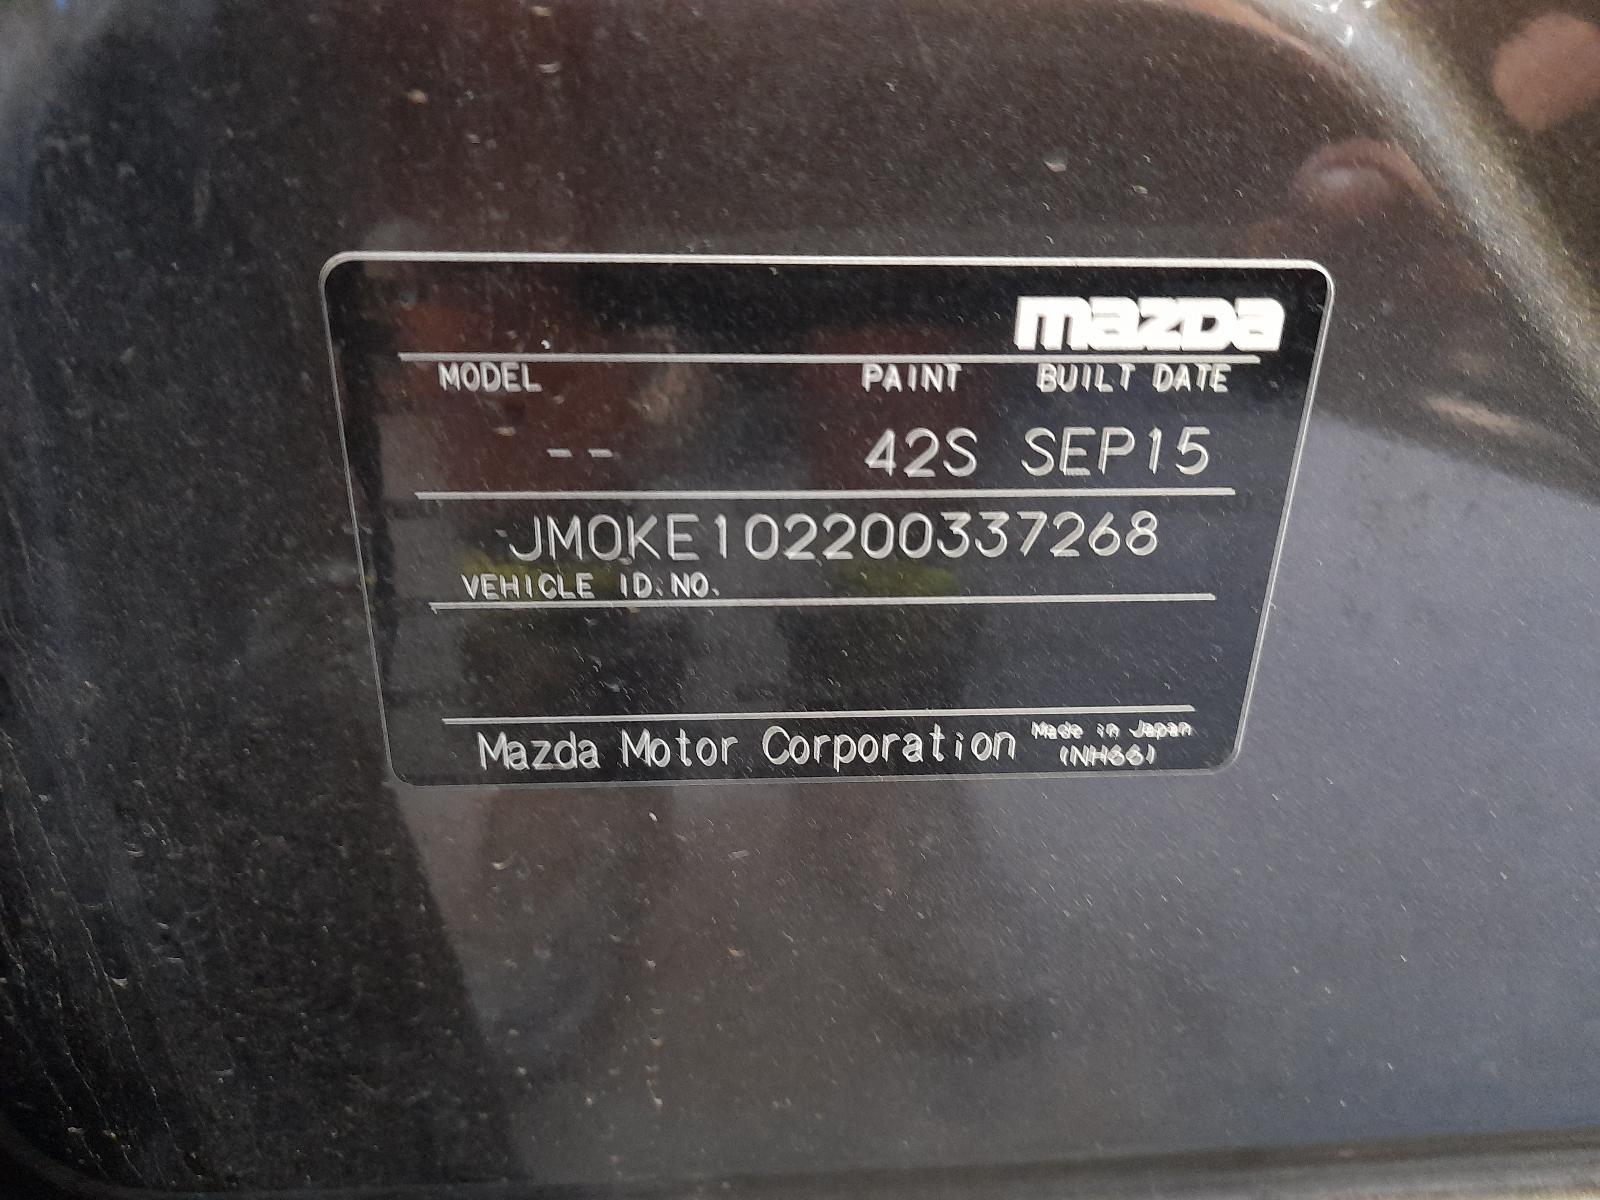 mazda
MODEL PAINT BUILT DATE
-- 42S SEP15
JM0KE102200337268
VEHICLE ID.NO.
Mazda Motor Corporation Made in Japan
(NH66)